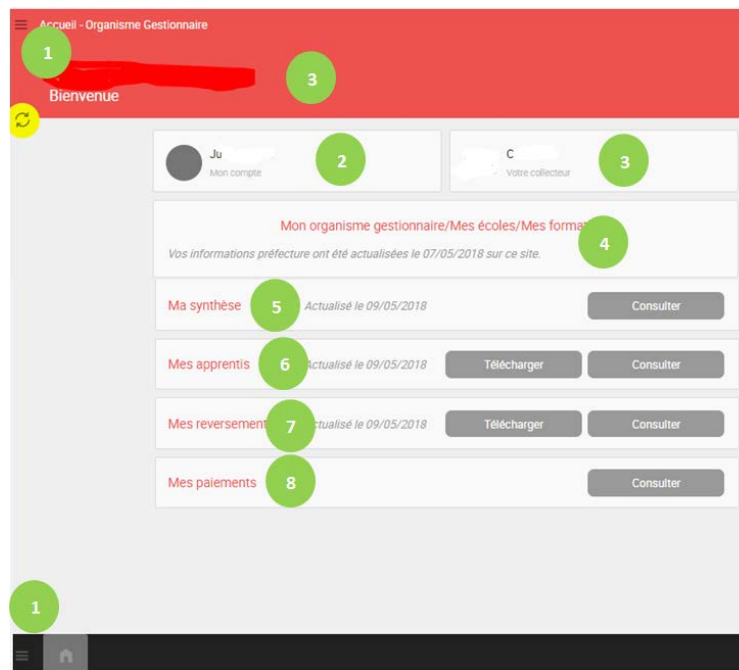 Accueil - Organisme Gestionnaire
1
3
Bienvenue
Ju
2
Mon compte
C
3
Votre collecteur
Mon organisme gestionnaire/Mes écoles/Mes format
4
Vos informations préfecture ont été actualisées le 07/05/2018 sur ce site.
Ma synthèse 5 Actualisé le 09/05/2018 Consulter
Mes apprentis 6 Actualisé le 09/05/2018 Télécharger Consulter
Mes reversement 7 ctualisé le 09/05/2018 Télécharger Consulter
Mes paiements 8 Consulter
1